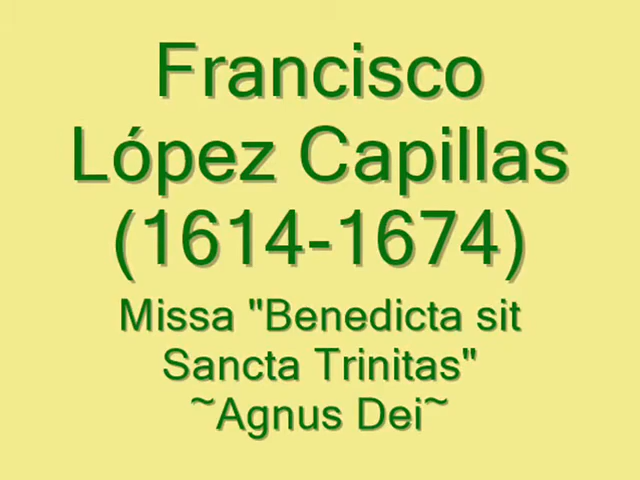 Francisco
López Capillas
(1614-1674)
Missa "Benedicta sit
Sancta Trinitas"
~Agnus Dei~